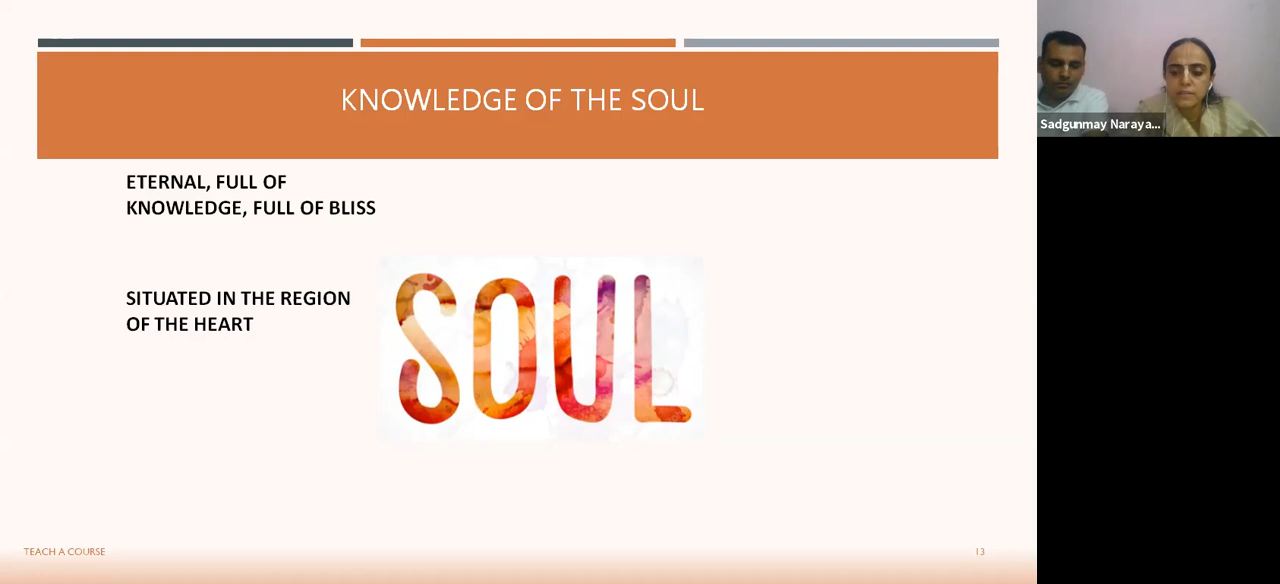 KNOWLEDGE OF THE SOUL
ETERNAL, FULL OF
KNOWLEDGE, FULL OF BLISS
SITUATED IN THE REGION
OF THE HEART
SOUL
TEACH A COURSE
13
Sadgunmay Naraya...